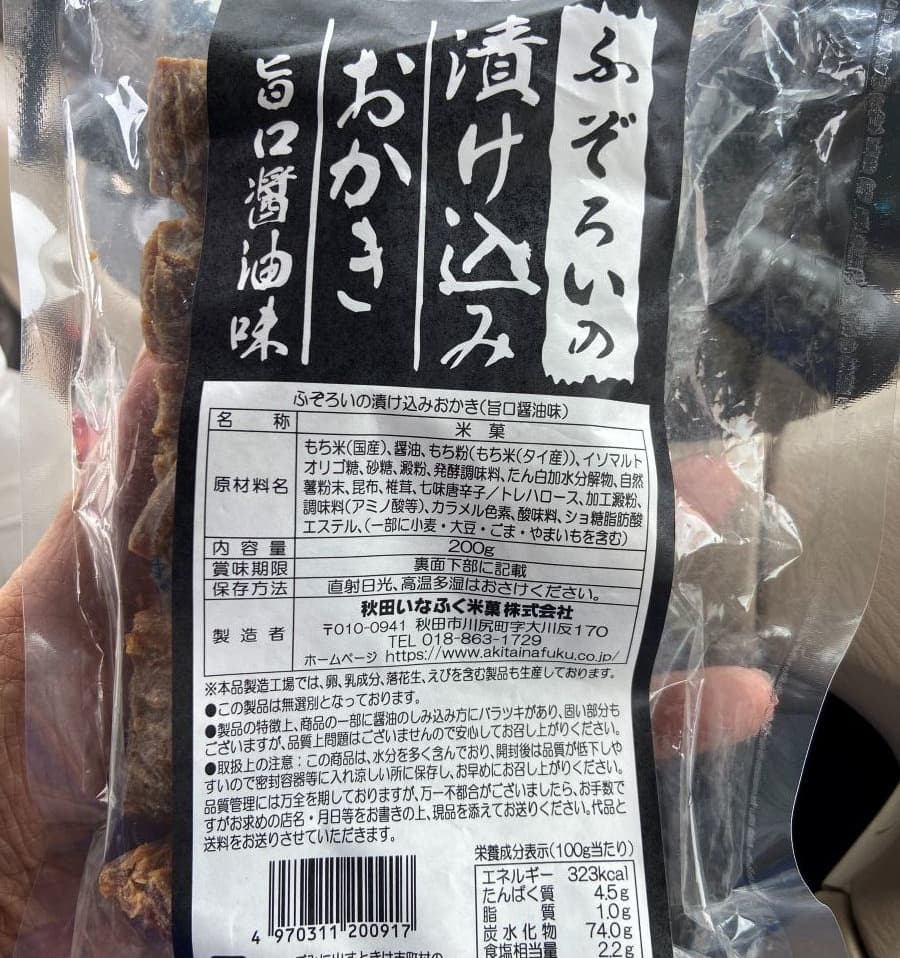 ふぞろいの
漬け込み
おかき
旨口醤油味
ふぞろいの漬け込みおかき(旨口醤油味)
名 称 米 菓
原材料名 もち米(国産)、醤油、もち粉(もち米(タイ産))、イソマルト
オリゴ糖、砂糖、澱粉、発酵調味料、たん白加水分解物、自然
薯粉末、昆布、椎茸、七味唐辛子/トレハロース、加工澱粉、
調味料(アミノ酸等)、カラメル色素、酸味料、ショ糖脂肪酸
エステル、(一部に小麦・大豆・ごま・やまいもを含む)
内容量 200g
賞味期限 裏面下部に記載
保存方法 直射日光、高温多湿はおさけください。
製造者 秋田いなふく米菓株式会社
〒010-0941 秋田市川尻町字大川反170
TEL 018-863-1729
ホームページ https://www.akitainafuku.co.jp/
※本品製造工場では、卵、乳成分、落花生、えびを含む製品も生産しております。
●この製品は無選別となっております。
●製品の特徴上、商品の一部に醤油のしみ込み方にバラツキがあり、固い部分も
ございますが、品質上問題はございませんので安心してお召し上がりください。
●取扱上の注意:この商品は、水分を多く含んでおり、開封後は品質が低下しや
すいので密封容器等に入れ涼しい所に保存し、お早めにお召し上がりください。
品質管理には万全を期しておりますが、万一不都合がございましたら、お手数で
すがお求めの店名・月日等をお書きの上、現品を添えてお送りください。代品と
送料をお送りさせていただきます。
栄養成分表示(100g当たり)
エネルギー 323kcal
たんぱく質 4.5g
脂 質 1.0g
炭水化物 74.0g
食塩相当量 2.2g
4 970311 200917